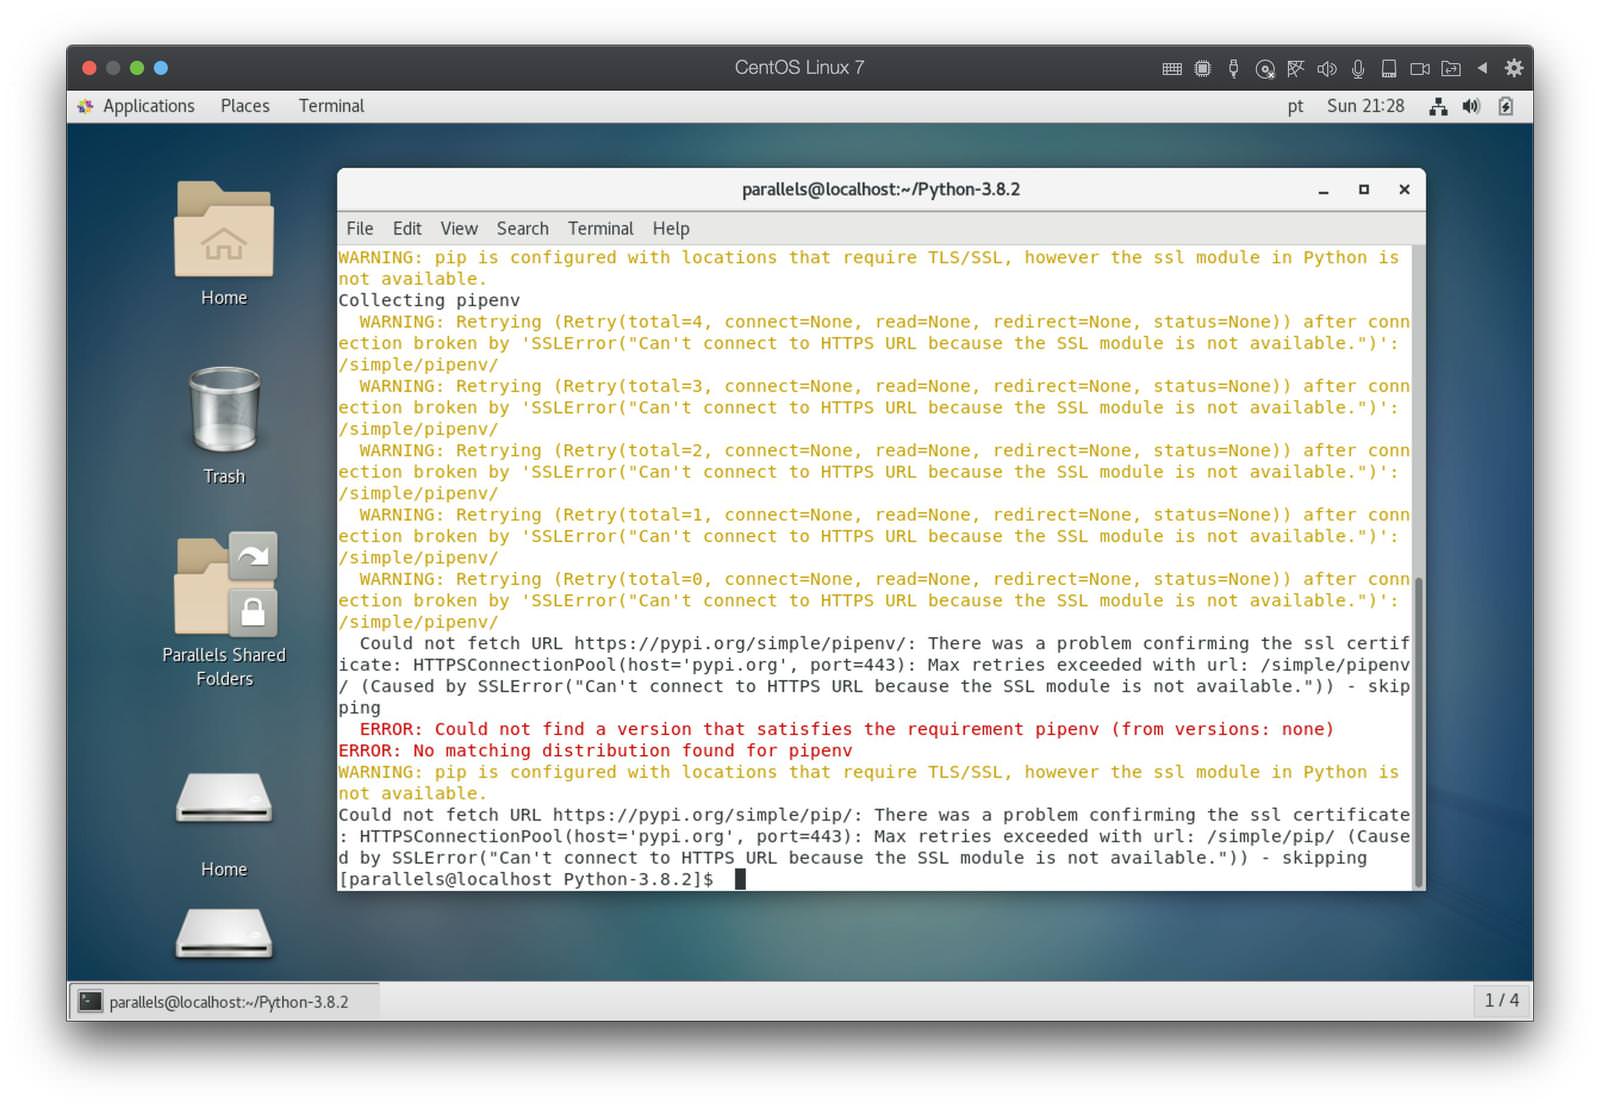 CentOS Linux 7
Applications Places Terminal
pt Sun 21:28
Home
Trash
Parallels Shared
Folders
Home
parallels@localhost:~/Python-3.8.2
File Edit View Search Terminal Help
WARNING: pip is configured with locations that require TLS/SSL, however the ssl module in Python is
not available.
Collecting pipenv
  WARNING: Retrying (Retry(total=4, connect=None, read=None, redirect=None, status=None)) after conn
ection broken by 'SSLError("Can't connect to HTTPS URL because the SSL module is not available.")':
/simple/pipenv/
  WARNING: Retrying (Retry(total=3, connect=None, read=None, redirect=None, status=None)) after conn
ection broken by 'SSLError("Can't connect to HTTPS URL because the SSL module is not available.")':
/simple/pipenv/
  WARNING: Retrying (Retry(total=2, connect=None, read=None, redirect=None, status=None)) after conn
ection broken by 'SSLError("Can't connect to HTTPS URL because the SSL module is not available.")':
/simple/pipenv/
  WARNING: Retrying (Retry(total=1, connect=None, read=None, redirect=None, status=None)) after conn
ection broken by 'SSLError("Can't connect to HTTPS URL because the SSL module is not available.")':
/simple/pipenv/
  WARNING: Retrying (Retry(total=0, connect=None, read=None, redirect=None, status=None)) after conn
ection broken by 'SSLError("Can't connect to HTTPS URL because the SSL module is not available.")':
/simple/pipenv/
  Could not fetch URL https://pypi.org/simple/pipenv/: There was a problem confirming the ssl certif
icate: HTTPSConnectionPool(host='pypi.org', port=443): Max retries exceeded with url: /simple/pipenv
/ (Caused by SSLError("Can't connect to HTTPS URL because the SSL module is not available.")) - skip
ping
  ERROR: Could not find a version that satisfies the requirement pipenv (from versions: none)
ERROR: No matching distribution found for pipenv
WARNING: pip is configured with locations that require TLS/SSL, however the ssl module in Python is
not available.
Could not fetch URL https://pypi.org/simple/pip/: There was a problem confirming the ssl certificate
: HTTPSConnectionPool(host='pypi.org', port=443): Max retries exceeded with url: /simple/pip/ (Cause
d by SSLError("Can't connect to HTTPS URL because the SSL module is not available.")) - skipping
[parallels@localhost Python-3.8.2]$
parallels@localhost:~/Python-3.8.2
1 / 4